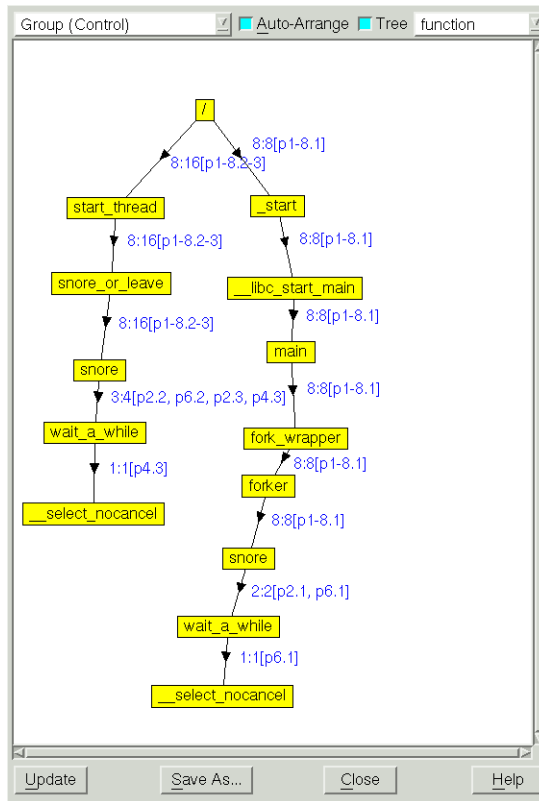 Group (Control) Auto-Arrange Tree function
/
8:8[p1-8.1]
8:16[p1-8.2-3]
start_thread _start
8:16[p1-8.2-3] 8:8[p1-8.1]
snore_or_leave __libc_start_main
8:16[p1-8.2-3] 8:8[p1-8.1]
main
snore
3:4[p2.2, p6.2, p2.3, p4.3] 8:8[p1-8.1]
wait_a_while fork_wrapper
1:1[p4.3] 8:8[p1-8.1]
forker
__select_nocancel 8:8[p1-8.1]
snore
2:2[p2.1, p6.1]
wait_a_while
1:1[p6.1]
__select_nocancel
Update Save As... Close Help